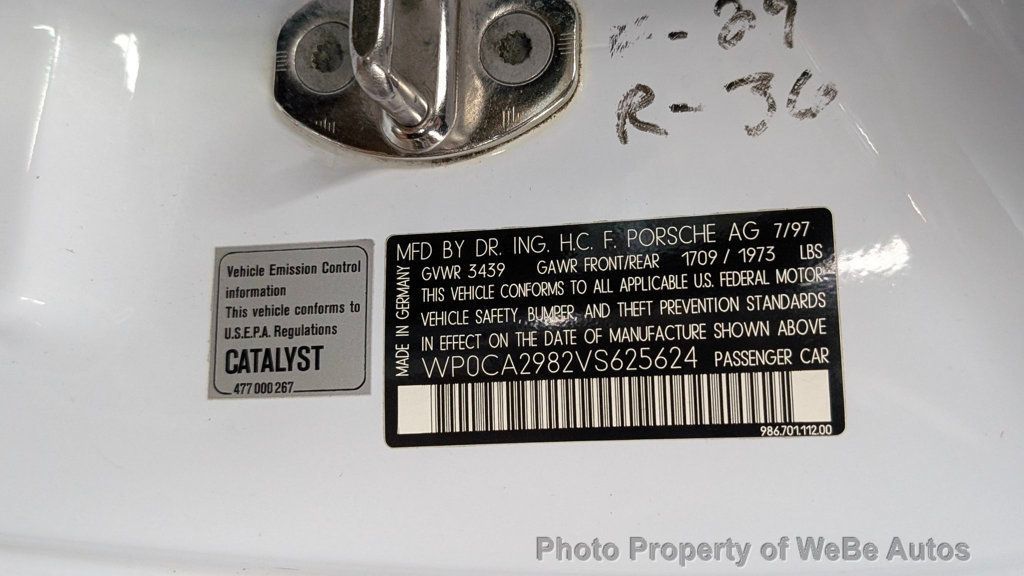 -29
R-36
Vehicle Emission Control
information
This vehicle conforms to
U.S.E.P.A. Regulations
CATALYST
477 000 267
MADE IN GERMANY
MFD BY DR. ING. H.C. F. PORSCHE AG 7/97
GVWR 3439 GAWR FRONT/REAR 1709 / 1973 LBS
THIS VEHICLE CONFORMS TO ALL APPLICABLE U.S. FEDERAL MOTOR
VEHICLE SAFETY, BUMPER, AND THEFT PREVENTION STANDARDS
IN EFFECT ON THE DATE OF MANUFACTURE SHOWN ABOVE
WP0CA2982VS625624 PASSENGER CAR
986.701.112.00
Photo Property of WeBe Autos